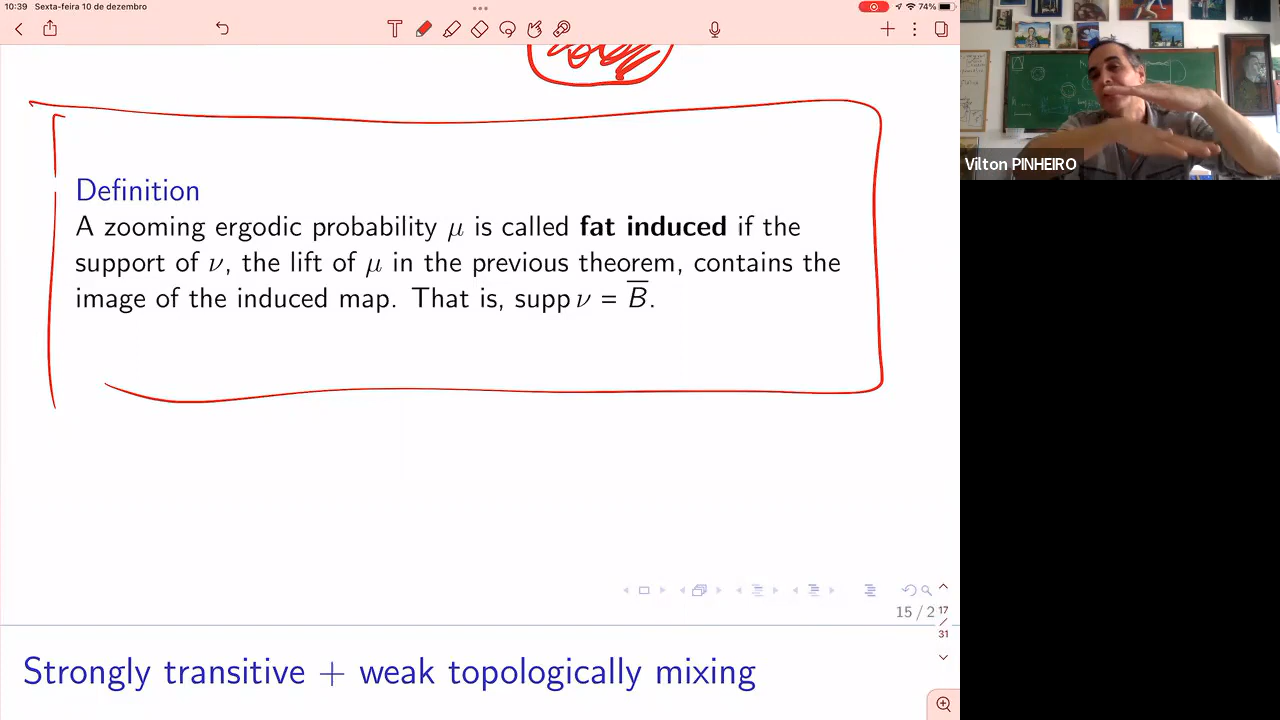 10:39 Sexta-feira 10 de dezembro
74%
Definition
A zooming ergodic probability μ is called fat induced if the
support of ν, the lift of μ in the previous theorem, contains the
image of the induced map. That is, supp ν = B̅.
15 / 2
17
/
31
Strongly transitive + weak topologically mixing
Vilton PINHEIRO